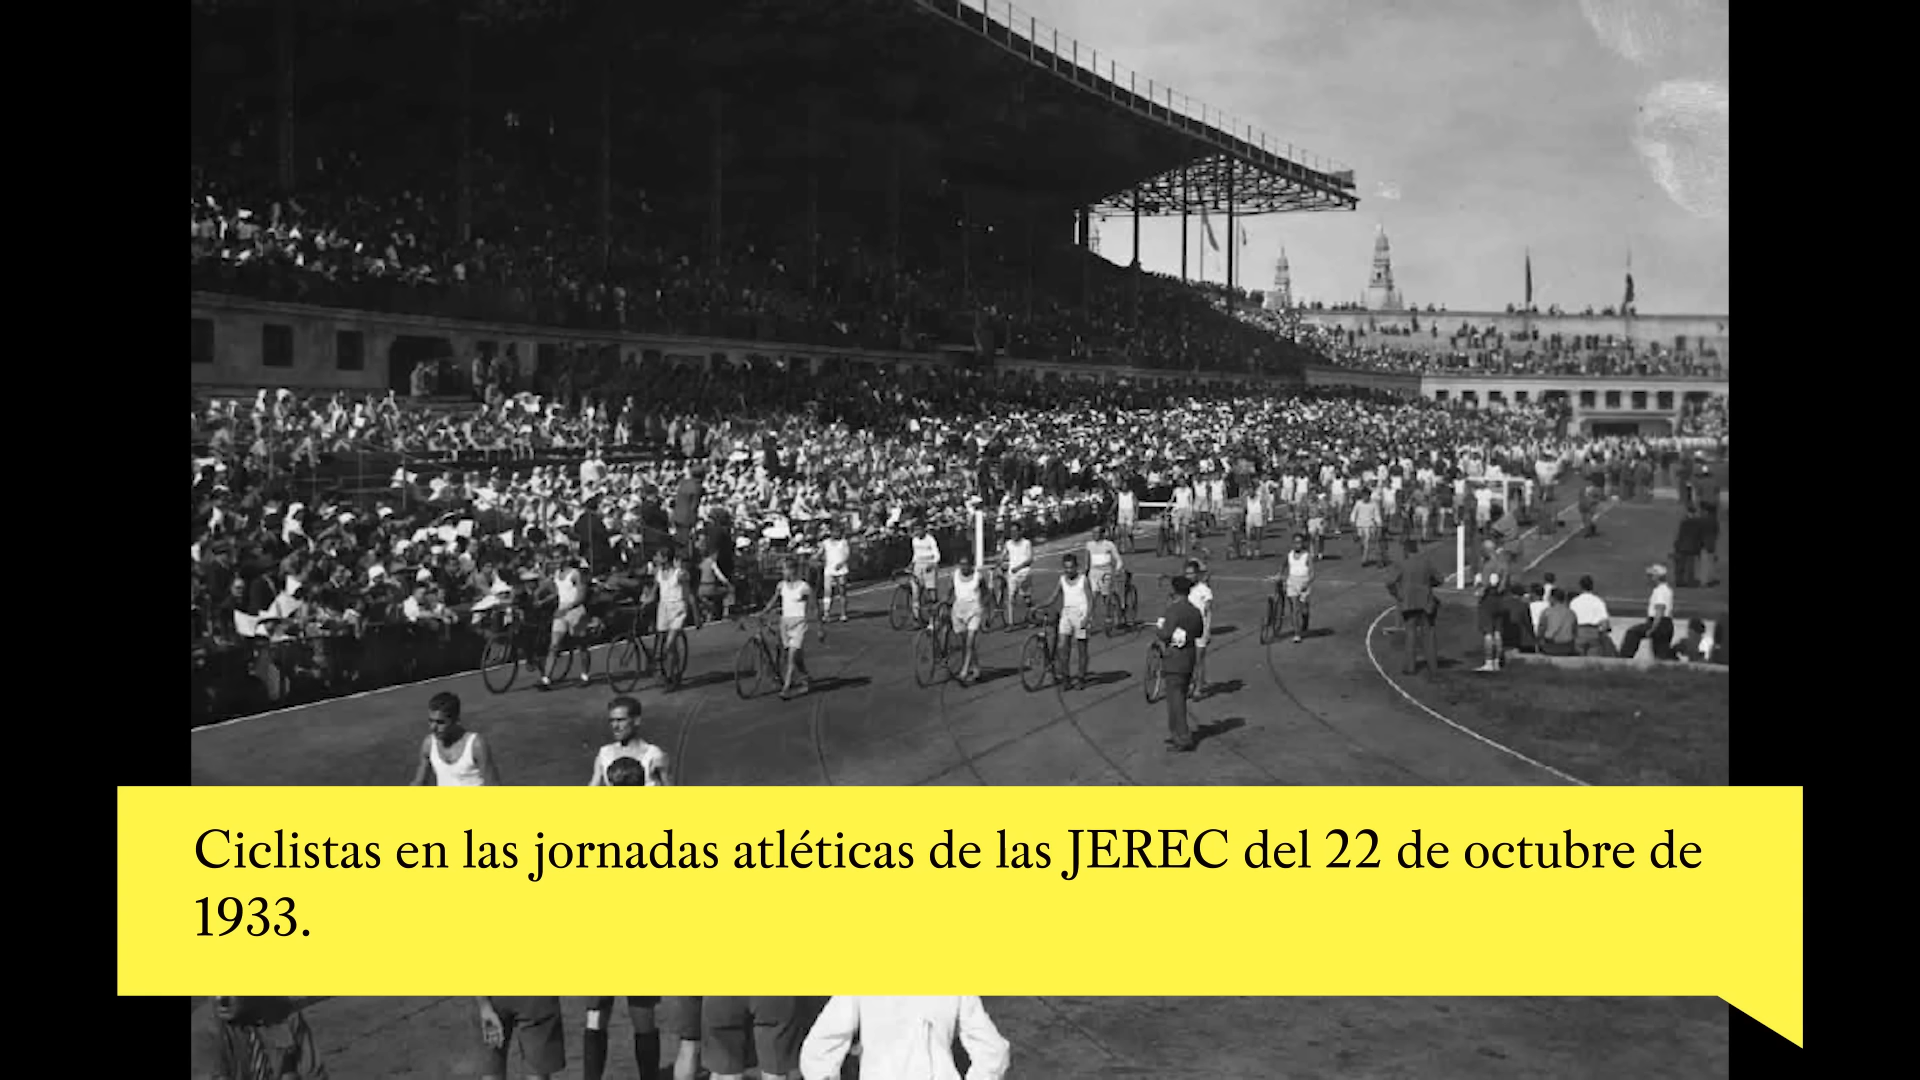 Ciclistas en las jornadas atléticas de las JEREC del 22 de octubre de
1933.